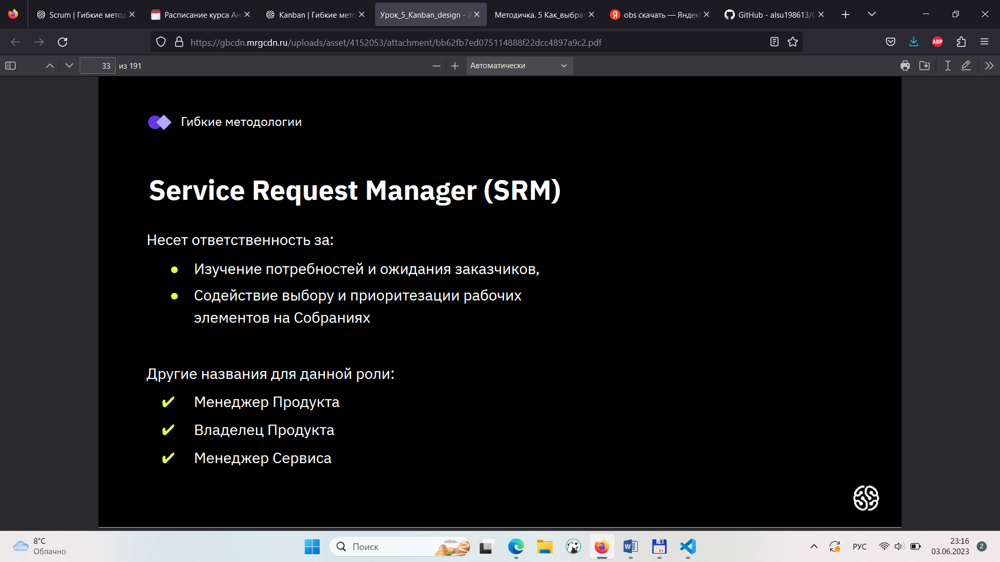 Scrum | Гибкие метод
Расписание курса Ан
Kanban | Гибкие мето
Урок_5_Kanban_design - Л
Методичка. 5 Как_выбрат
obs скачать — Яндекс
GitHub - alsu198613/G
https://gbcdn.mrgcdn.ru/uploads/asset/4152053/attachment/bb62fb7ed075114888f22dcc4897a9c2.pdf
ABP
33 из 191
Автоматически
Гибкие методологии
Service Request Manager (SRM)
Несет ответственность за:
● Изучение потребностей и ожидания заказчиков,
● Содействие выбору и приоритезации рабочих
элементов на Собраниях
Другие названия для данной роли:
✔ Менеджер Продукта
✔ Владелец Продукта
✔ Менеджер Сервиса
8°C
Облачно
Поиск
64
РУС
23:16
03.06.2023
2